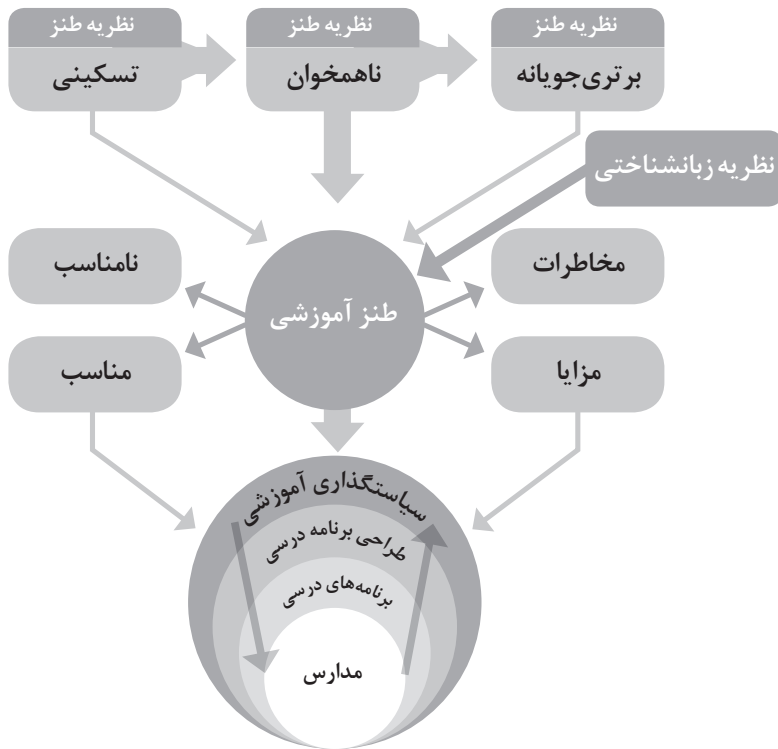 نظریه طنز
برتری‌جویانه
نظریه طنز
ناهمخوان
نظریه طنز
تسکینی
نظریه زبانشناختی
مخاطرات
طنز آموزشی
نامناسب
مزایا
مناسب
سیاستگذاری آموزشی
طراحی برنامه درسی
برنامه‌های درسی
مدارس